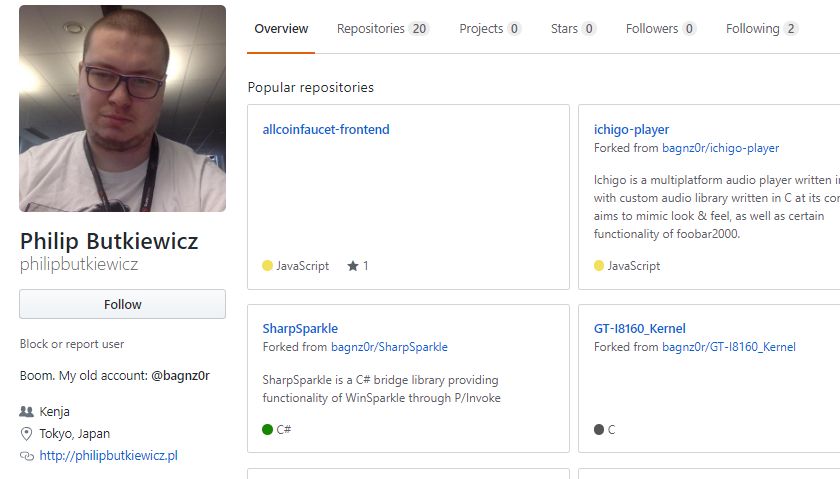 Overview Repositories 20 Projects 0 Stars 0 Followers 0 Following 2
Popular repositories
allcoinfaucet-frontend
JavaScript 1
ichigo-player
Forked from bagnz0r/ichigo-player
Ichigo is a multiplatform audio player written
with custom audio library written in C at its
aims to mimic look & feel, as well as certain
functionality of foobar2000.
JavaScript
Philip Butkiewicz
philipbutkiewicz
Follow
Block or report user
Boom. My old account: @bagnz0r
Kenja
Tokyo, Japan
http://philipbutkiewicz.pl
SharpSparkle
Forked from bagnz0r/SharpSparkle
SharpSparkle is a C# bridge library providing
functionality of WinSparkle through P/Invoke
C#
GT-I8160_Kernel
Forked from bagnz0r/GT-I8160_Kernel
C